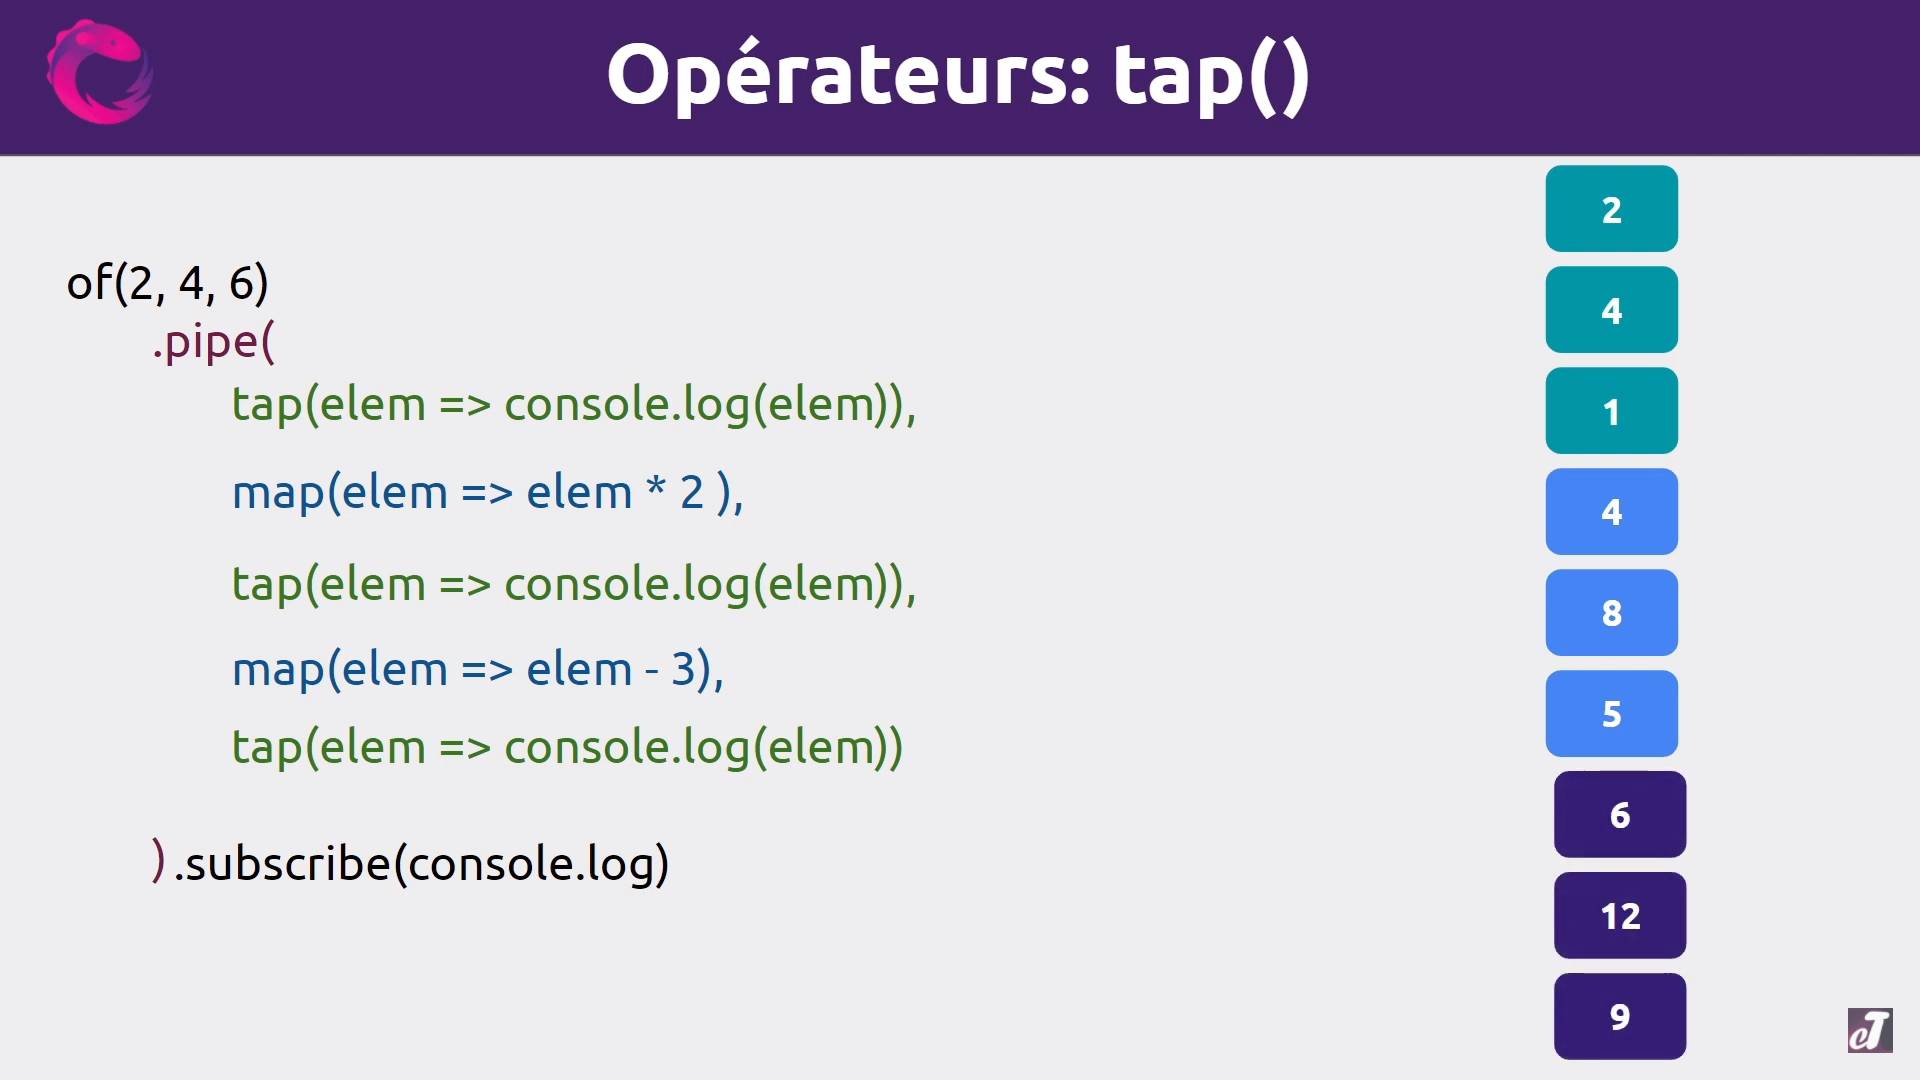 Opérateurs: tap()
of(2, 4, 6)
.pipe(
tap(elem => console.log(elem)),
map(elem => elem * 2 ),
tap(elem => console.log(elem)),
map(elem => elem - 3),
tap(elem => console.log(elem))
) .subscribe(console.log)
2
4
1
4
8
5
6
12
9
eT